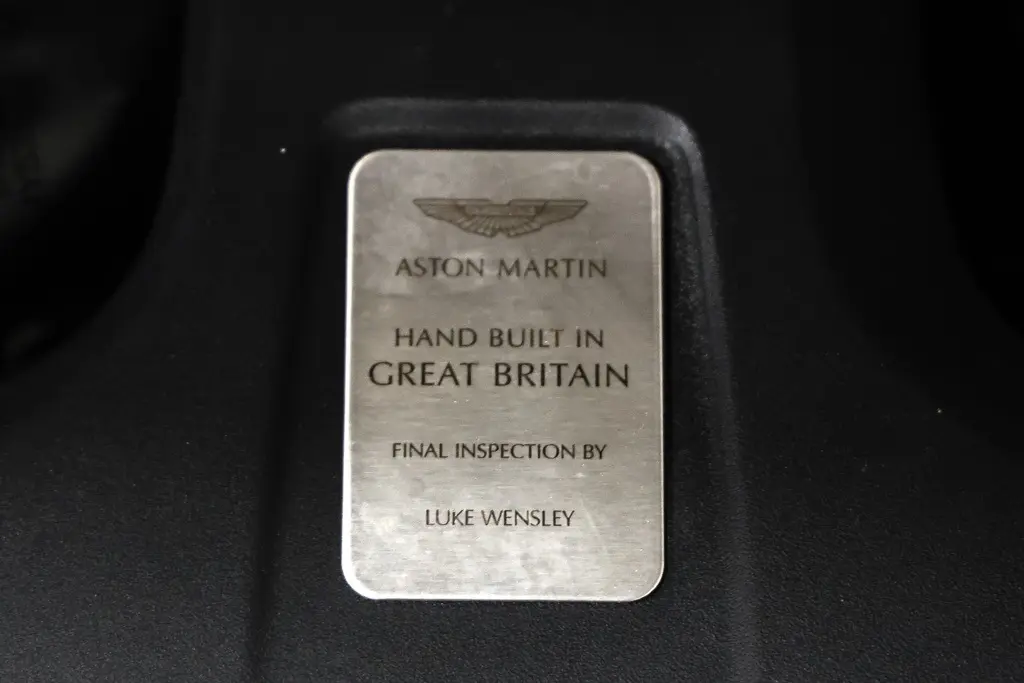 ASTON MARTIN
HAND BUILT IN
GREAT BRITAIN
FINAL INSPECTION BY
LUKE WENSLEY